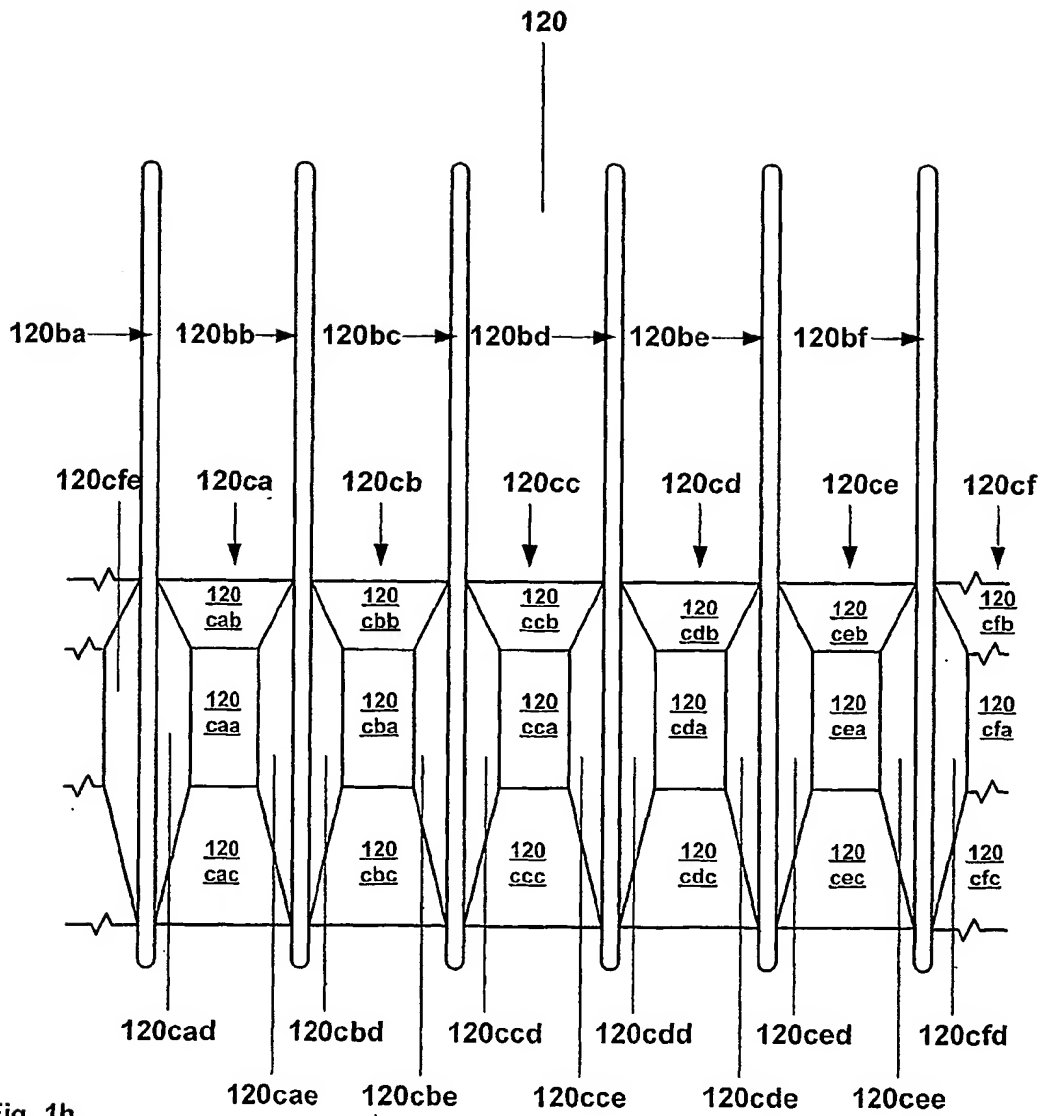 120
120ba 120bb 120bc 120bd 120be 120bf
120cfe 120ca 120cb 120cc 120cd 120ce 120cf
120 120 120 120 120 120
cab cbb ccb cdb ceb cfb
120 120 120 120 120 120
caa cba cca cda cea cfa
120 120 120 120 120 120
cac cbc ccc cdc cec cfc
120cad 120cbd 120ccd 120cdd 120ced 120cfd
120cae 120cbe 120cce 120cde 120cee
Fig. 1h